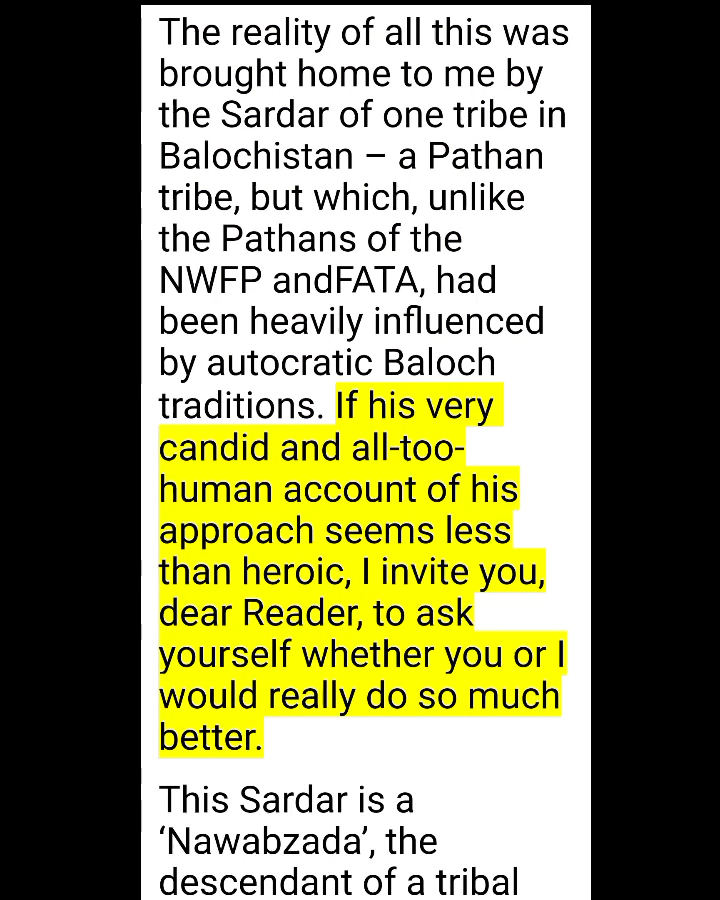 The reality of all this was
brought home to me by
the Sardar of one tribe in
Balochistan – a Pathan
tribe, but which, unlike
the Pathans of the
NWFP andFATA, had
been heavily influenced
by autocratic Baloch
traditions. If his very
candid and all-too-
human account of his
approach seems less
than heroic, I invite you,
dear Reader, to ask
yourself whether you or I
would really do so much
better.
This Sardar is a
‘Nawabzada’, the
descendant of a tribal